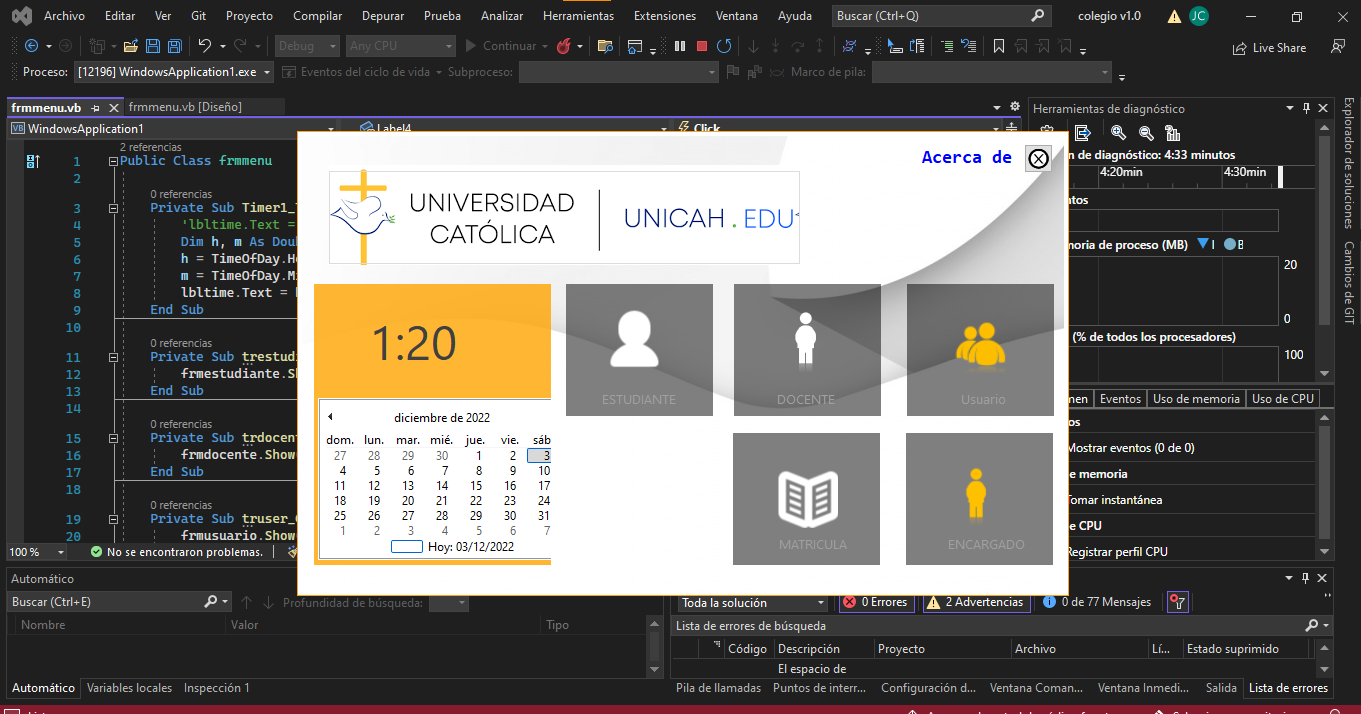 Archivo Editar Ver Git Proyecto Compilar Depurar Prueba Analizar Herramientas Extensiones Ventana Ayuda Buscar (Ctrl+Q) colegio v1.0 JC
Debug Any CPU Continuar Live Share
Proceso: [12196] WindowsApplication1.exe Eventos del ciclo de vida Subproceso: Marco de pila:
frmmenu.vb frmmenu.vb [Diseño]
WindowsApplication1 Label4 Click
2 referencias
1 Public Class frmmenu
2
0 referencias
3 Private Sub Timer1_
4 'lbltime.Text =
5 Dim h, m As Dou
6 h = TimeOfDay.H
7 m = TimeOfDay.M
8 lbltime.Text =
9 End Sub
10
0 referencias
11 Private Sub trestudi
12 frmestudiante.S
13 End Sub
14
0 referencias
15 Private Sub trdocent
16 frmdocente.Show
17 End Sub
18
0 referencias
19 Private Sub truser_
20 frmusuario.Show
100 % No se encontraron problemas.
Acerca de
UNIVERSIDAD
CATÓLICA
UNICAH.EDU
1:20
ESTUDIANTE DOCENTE Usuario
MATRICULA ENCARGADO
diciembre de 2022
dom. lun. mar. mié. jue. vie. sáb
27 28 29 30 1 2 3
4 5 6 7 8 9 10
11 12 13 14 15 16 17
18 19 20 21 22 23 24
25 26 27 28 29 30 31
1 2 3 4 5 6 7
Hoy: 03/12/2022
Herramientas de diagnóstico
n de diagnóstico: 4:33 minutos
4:20min 4:30min
ntos
moria de proceso (MB) I B
20
0
(% de todos los procesadores)
100
men Eventos Uso de memoria Uso de CPU
os
Mostrar eventos (0 de 0)
e memoria
Tomar instantánea
e CPU
Registrar perfil CPU
Explorador de soluciones
Cambios de GIT
Automático
Buscar (Ctrl+E) Profundidad de búsqueda:
Nombre Valor Tipo
Automático Variables locales Inspección 1
Toda la solución 0 Errores 2 Advertencias 0 de 77 Mensajes
Lista de errores de búsqueda
Código Descripción Proyecto Archivo Lí... Estado suprimido
El espacio de
Pila de llamadas Puntos de interr... Configuración d... Ventana Coman... Ventana Inmedi... Salida Lista de errores